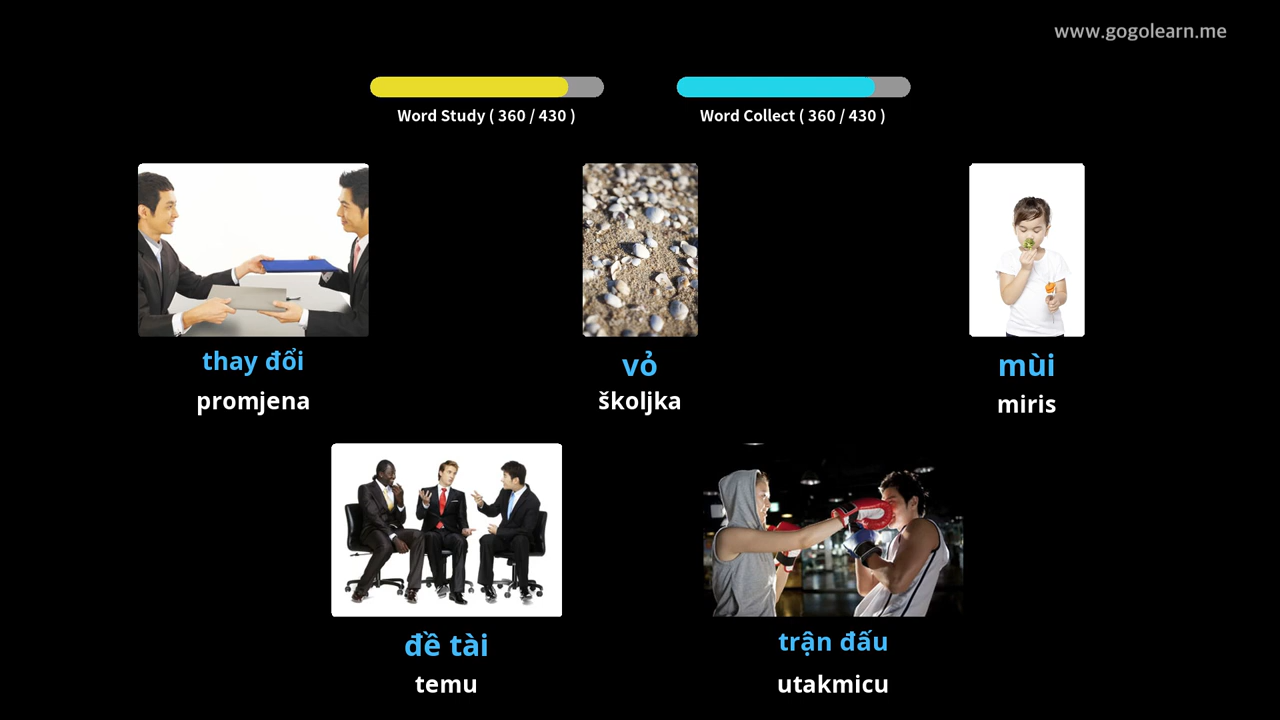 www.gogolearn.me
Word Study ( 360 / 430 )
Word Collect ( 360 / 430 )
thay đổi
promjena
vỏ
školjka
mùi
miris
đề tài
temu
trận đấu
utakmicu